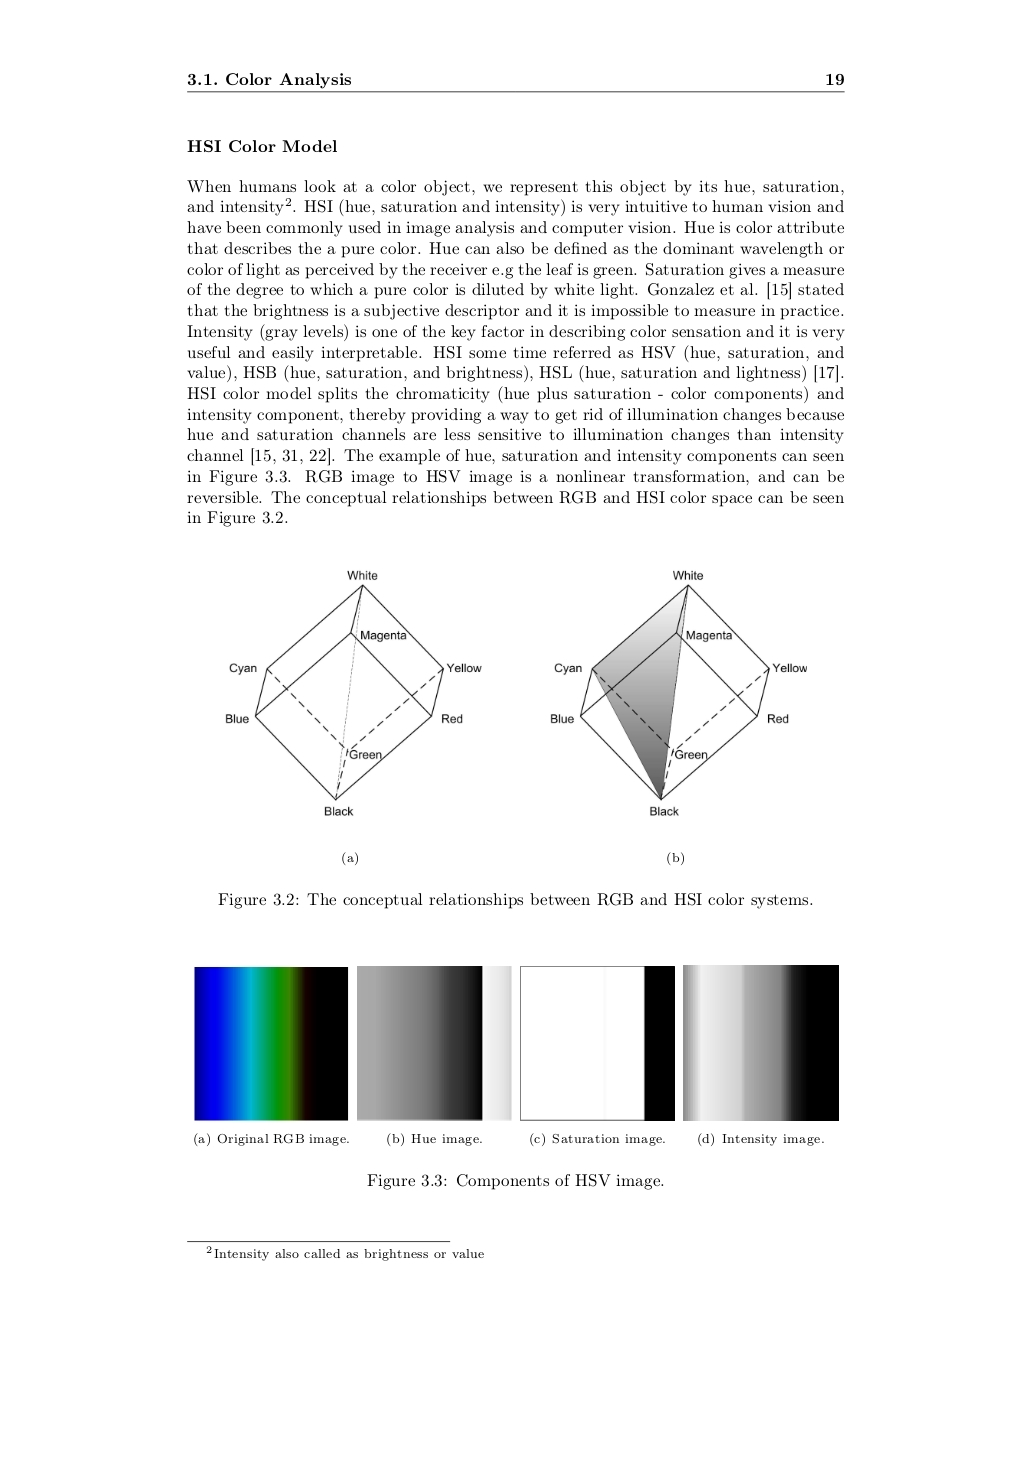 3.1. Color Analysis 19
HSI Color Model
When humans look at a color object, we represent this object by its hue, saturation,
and intensity2. HSI (hue, saturation and intensity) is very intuitive to human vision and
have been commonly used in image analysis and computer vision. Hue is color attribute
that describes the a pure color. Hue can also be defined as the dominant wavelength or
color of light as perceived by the receiver e.g the leaf is green. Saturation gives a measure
of the degree to which a pure color is diluted by white light. Gonzalez et al. [15] stated
that the brightness is a subjective descriptor and it is impossible to measure in practice.
Intensity (gray levels) is one of the key factor in describing color sensation and it is very
useful and easily interpretable. HSI some time referred as HSV (hue, saturation, and
value), HSB (hue, saturation, and brightness), HSL (hue, saturation and lightness) [17].
HSI color model splits the chromaticity (hue plus saturation - color components) and
intensity component, thereby providing a way to get rid of illumination changes because
hue and saturation channels are less sensitive to illumination changes than intensity
channel [15, 31, 22]. The example of hue, saturation and intensity components can seen
in Figure 3.3. RGB image to HSV image is a nonlinear transformation, and can be
reversible. The conceptual relationships between RGB and HSI color space can be seen
in Figure 3.2.
White
Magenta
Cyan
Yellow
Blue
Red
Green
Black
(a)
White
Magenta
Cyan
Yellow
Blue
Red
Green
Black
(b)
Figure 3.2: The conceptual relationships between RGB and HSI color systems.
(a) Original RGB image. (b) Hue image. (c) Saturation image. (d) Intensity image.
Figure 3.3: Components of HSV image.
2Intensity also called as brightness or value